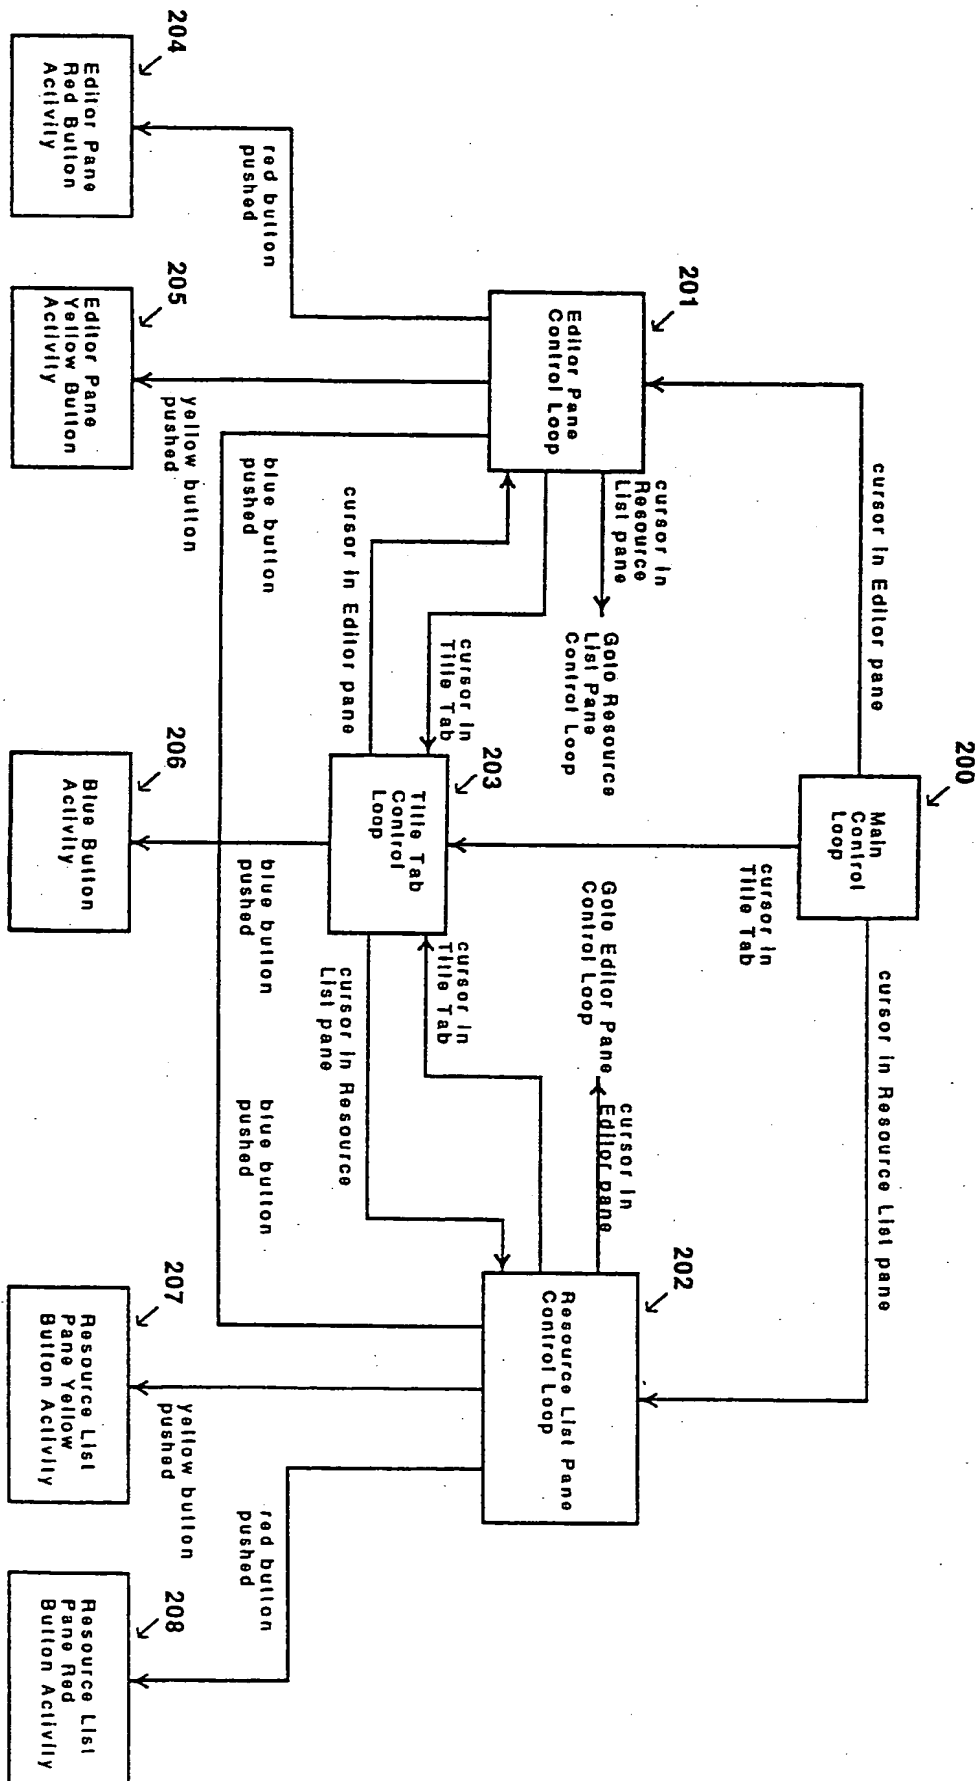 200
Main
Control
Loop
cursor in Editor pane
cursor in Resource List pane
cursor in
Title Tab
201
Editor Pane
Control Loop
cursor in
Resource
List pane
Goto Resource
List Pane
Control Loop
Goto Editor Pane
Control Loop
cursor in
Editor pane
202
Resource List Pane
Control Loop
cursor in
Title Tab
203
Title Tab
Control
Loop
cursor in
Title Tab
cursor in Editor pane
cursor in Resource
List pane
red button
pushed
blue button
pushed
blue button
pushed
blue button
pushed
red button
pushed
yellow button
pushed
yellow button
pushed
204
Editor Pane
Red Button
Activity
205
Editor Pane
Yellow Button
Activity
206
Blue Button
Activity
207
Resource List
Pane Yellow
Button Activity
208
Resource List
Pane Red
Button Activity